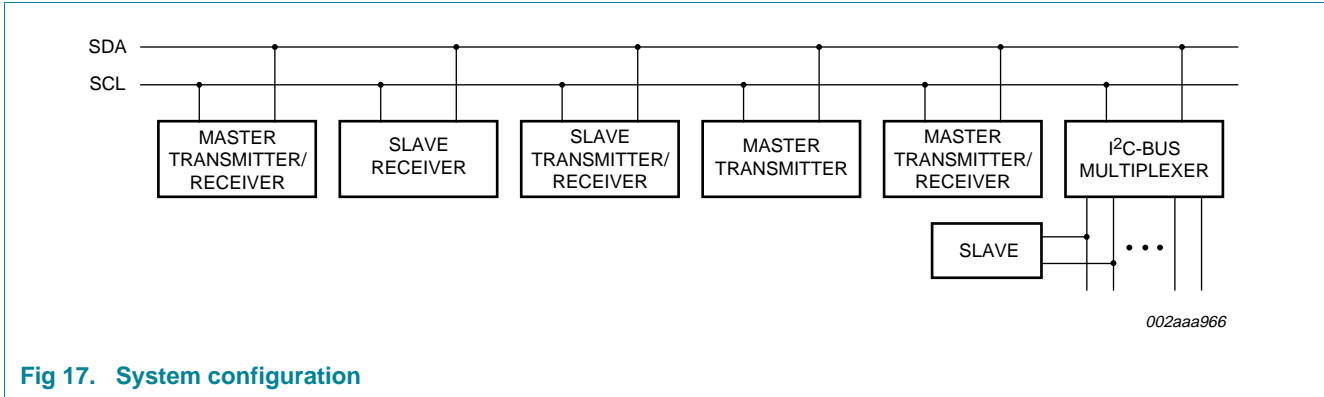 SDA
SCL
MASTER
TRANSMITTER/
RECEIVER
SLAVE
RECEIVER
SLAVE
TRANSMITTER/
RECEIVER
MASTER
TRANSMITTER
MASTER
TRANSMITTER/
RECEIVER
I²C-BUS
MULTIPLEXER
SLAVE
002aaa966
Fig 17. System configuration